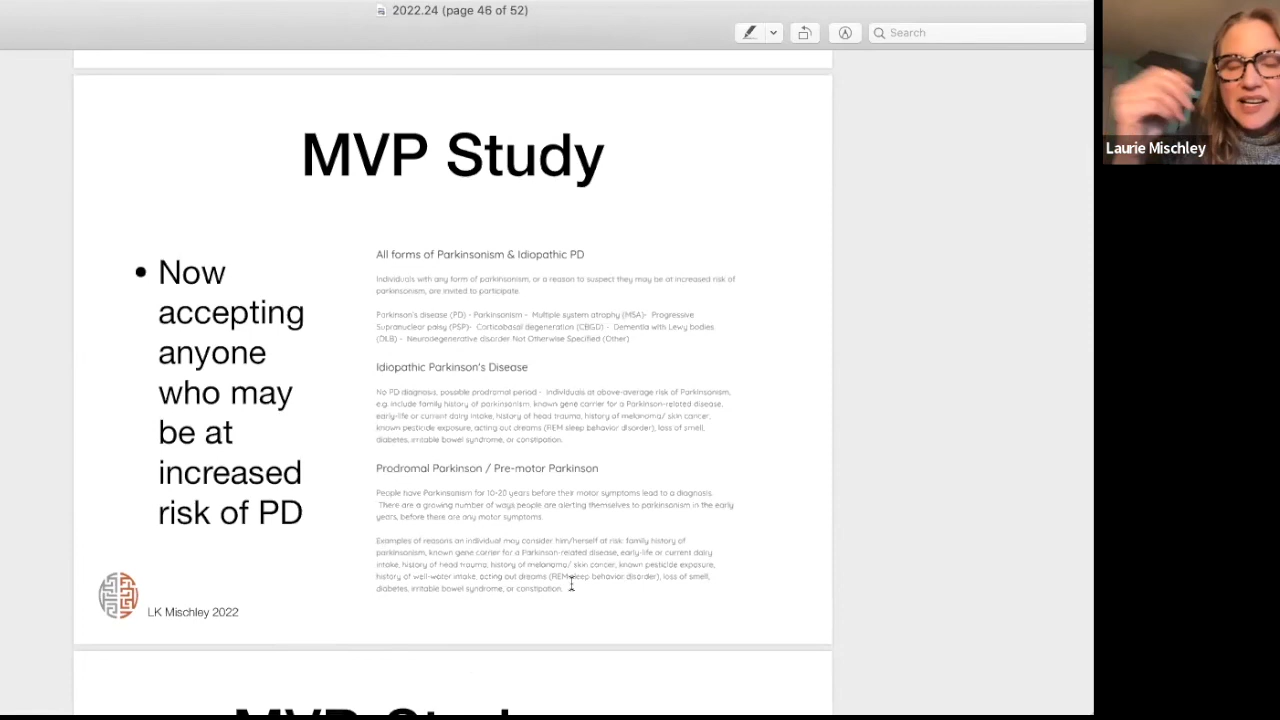 2022.24 (page 46 of 52)
Search
Laurie Mischley
MVP Study
• Now
accepting
anyone
who may
be at
increased
risk of PD
All forms of Parkinsonism & Idiopathic PD
Individuals with any form of parkinsonism, or a reason to suspect they may be at increased risk of
parkinsonism, are invited to participate.
Parkinson's disease (PD) - Parkinsonism - Multiple system atrophy (MSA)- Progressive
Supranuclear palsy (PSP)- Corticobasal degeneration (CBGD) - Dementia with Lewy bodies
(DLB) - Neurodegenerative disorder Not Otherwise Specified (Other)
Idiopathic Parkinson's Disease
No PD diagnosis, possible prodromal period - individuals at above-average risk of Parkinsonism,
e.g. include family history of parkinsonism, known gene carrier for a Parkinson-related disease,
early-life or current dairy intake, history of head trauma, history of melanoma/ skin cancer,
known pesticide exposure, acting out dreams (REM sleep behavior disorder), loss of smell,
diabetes, irritable bowel syndrome, or constipation.
Prodromal Parkinson / Pre-motor Parkinson
People have Parkinsonism for 10-20 years before their motor symptoms lead to a diagnosis.
There are a growing number of ways people are alerting themselves to parkinsonism in the early
years, before there are any motor symptoms.
Examples of reasons an individual may consider him/herself at risk: family history of
parkinsonism, known gene carrier for a Parkinson-related disease, early-life or current dairy
intake, history of head trauma, history of melanoma/ skin cancer, known pesticide exposure,
history of well-water intake, acting out dreams (REM sleep behavior disorder), loss of smell,
diabetes, irritable bowel syndrome, or constipation.
LK Mischley 2022
MVP Study